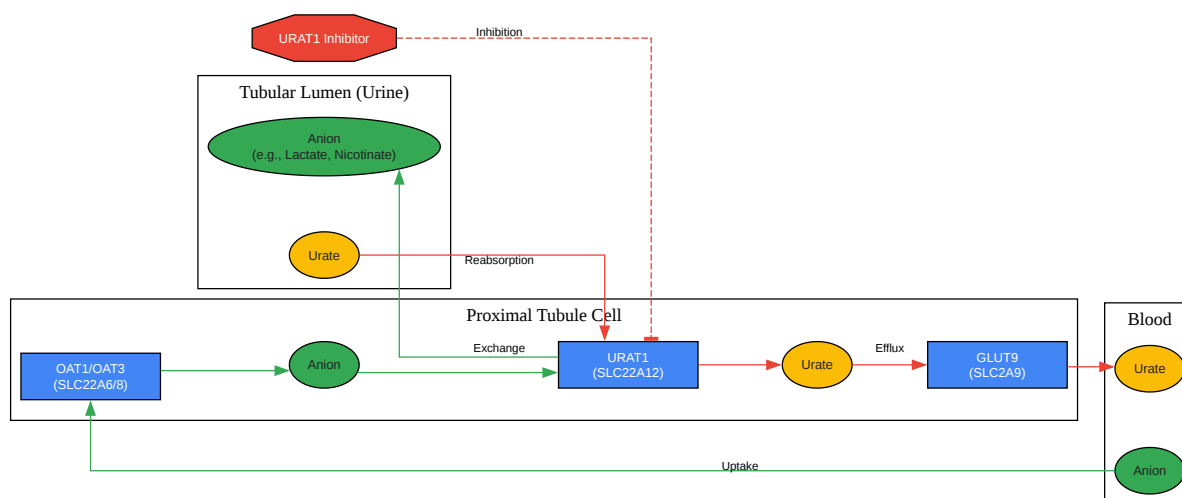 URAT1 Inhibitor
Inhibition
Tubular Lumen (Urine)
Anion
(e.g., Lactate, Nicotinate)
Urate
Reabsorption
Proximal Tubule Cell
Blood
OAT1/OAT3
(SLC22A6/8)
Anion
Exchange
URAT1
(SLC22A12)
Urate
Efflux
GLUT9
(SLC2A9)
Urate
Uptake
Anion